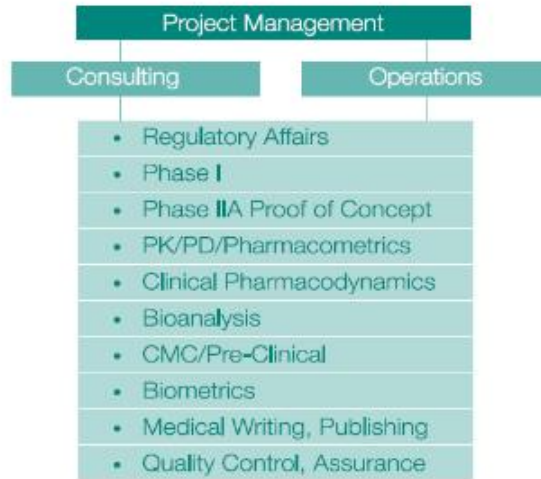 Project Management
Consulting
Operations
• Regulatory Affairs
• Phase I
• Phase IIA Proof of Concept
• PK/PD/Pharmacometrics
• Clinical Pharmacodynamics
• Bioanalysis
• CMC/Pre-Clinical
• Biometrics
• Medical Writing, Publishing
• Quality Control, Assurance